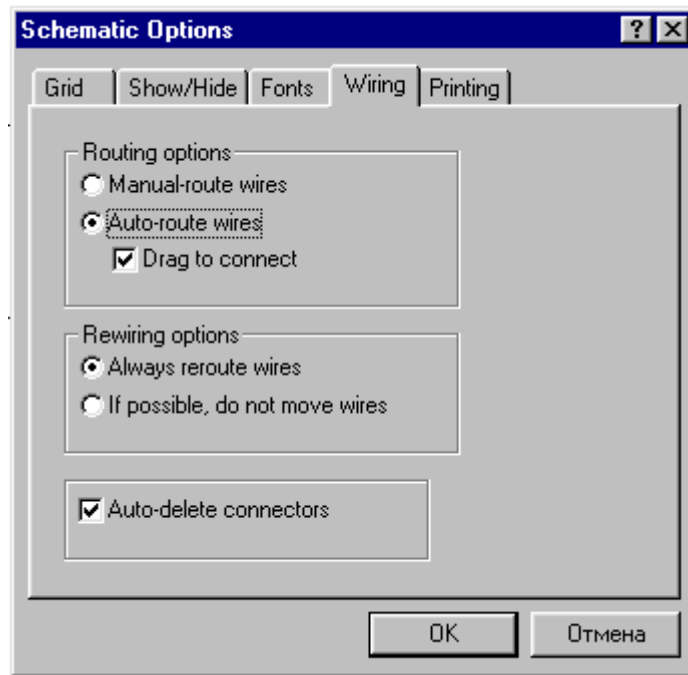 Schematic Options
Grid Show/Hide Fonts Wiring Printing
Routing options
Manual-route wires
Auto-route wires
Drag to connect
Rewiring options
Always reroute wires
If possible, do not move wires
Auto-delete connectors
OK Отмена